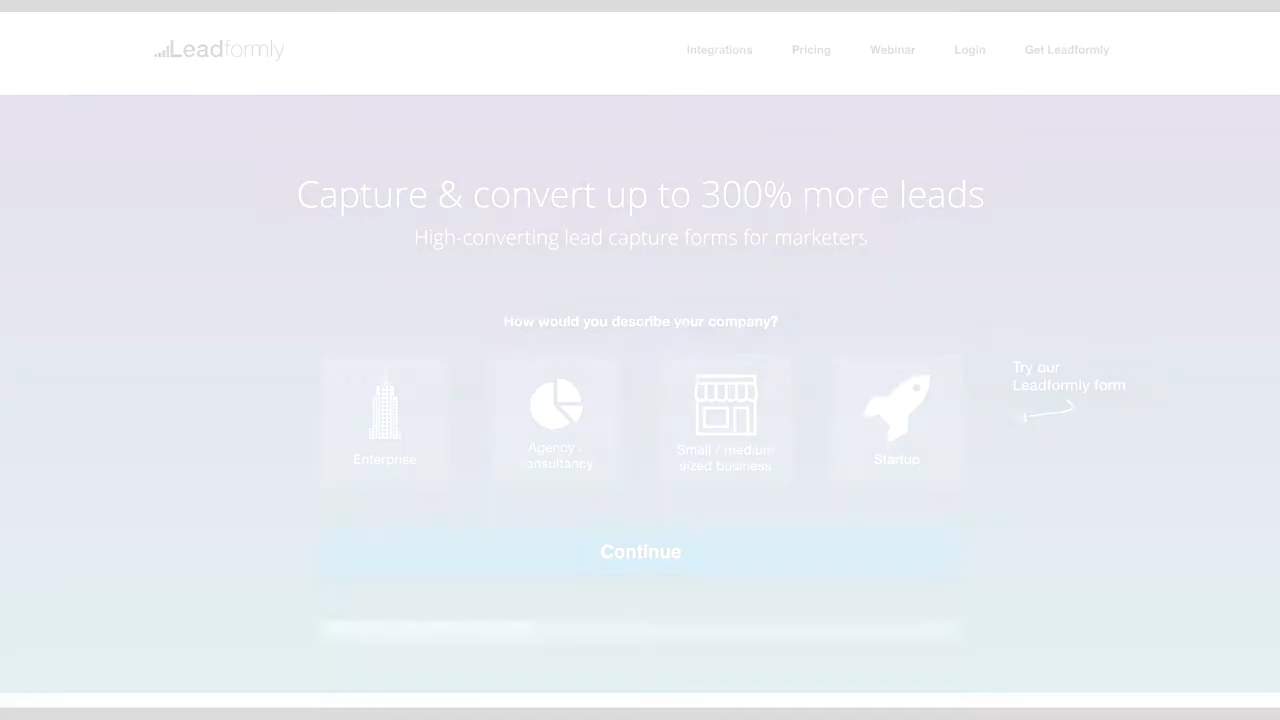 Leadformly
Integrations
Pricing
Webinar
Login
Get Leadformly
Capture & convert up to 300% more leads
High-converting lead capture forms for marketers
How would you describe your company?
Try our
Leadformly form
Enterprise
Agency -
consultancy
Small / medium
sized business
Startup
Continue